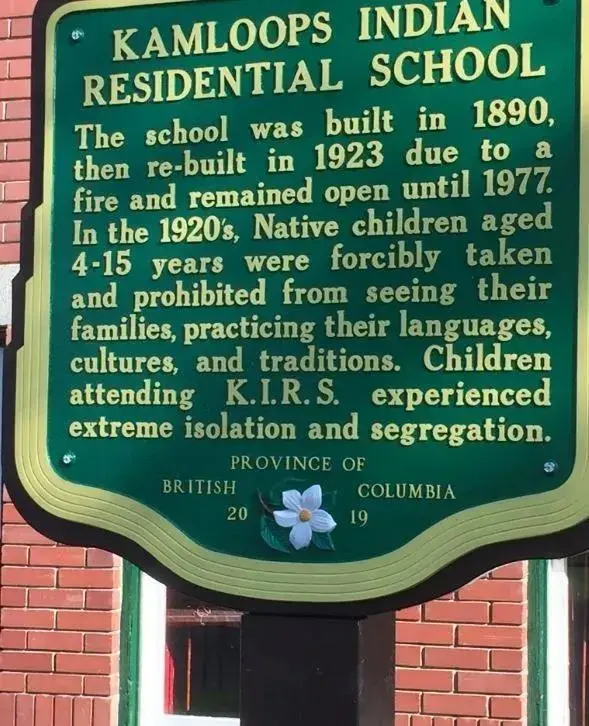 KAMLOOPS INDIAN
RESIDENTIAL SCHOOL
The school was built in 1890,
then re-built in 1923 due to a
fire and remained open until 1977.
In the 1920's, Native children aged
4-15 years were forcibly taken
and prohibited from seeing their
families, practicing their languages,
cultures, and traditions. Children
attending K.I.R.S. experienced
extreme isolation and segregation.
PROVINCE OF
BRITISH COLUMBIA
20 19